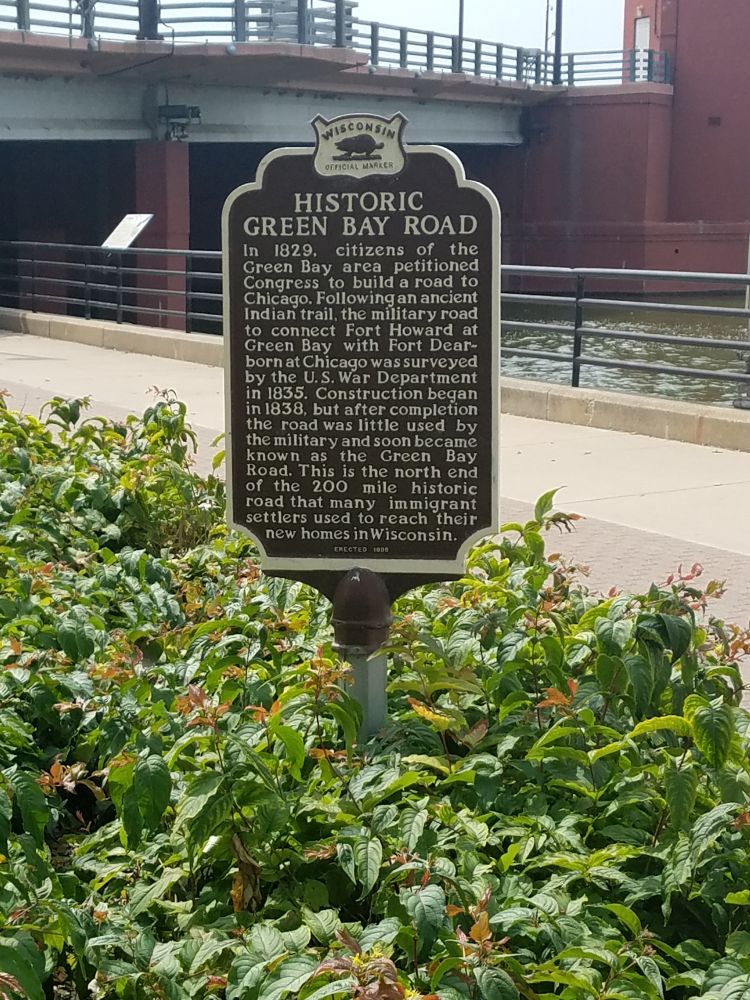 WISCONSIN
OFFICIAL MARKER
HISTORIC
GREEN BAY ROAD
In 1829, citizens of the
Green Bay area petitioned
Congress to build a road to
Chicago. Following an ancient
Indian trail, the military road
to connect Fort Howard at
Green Bay with Fort Dear-
born at Chicago was surveyed
by the U.S. War Department
in 1835. Construction began
in 1838, but after completion
the road was little used by
the military and soon became
known as the Green Bay
Road. This is the north end
of the 200 mile historic
road that many immigrant
settlers used to reach their
new homes in Wisconsin.
ERECTED